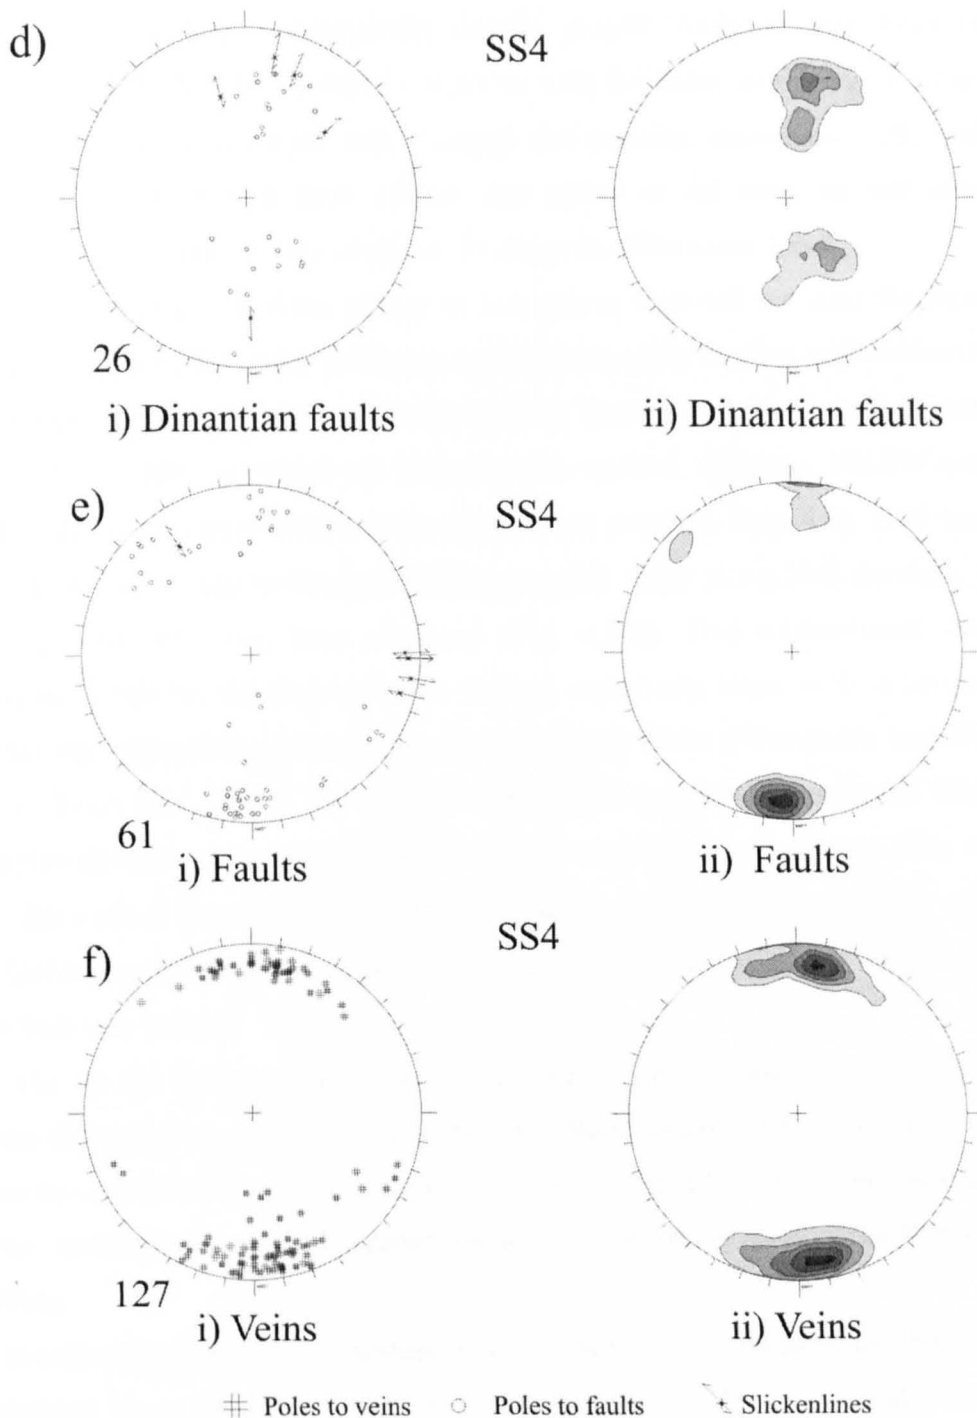 d)
SS4
26
i) Dinantian faults
ii) Dinantian faults
e)
SS4
61
i) Faults
ii) Faults
f)
SS4
127
i) Veins
ii) Veins
Poles to veins
Poles to faults
Slickenlines